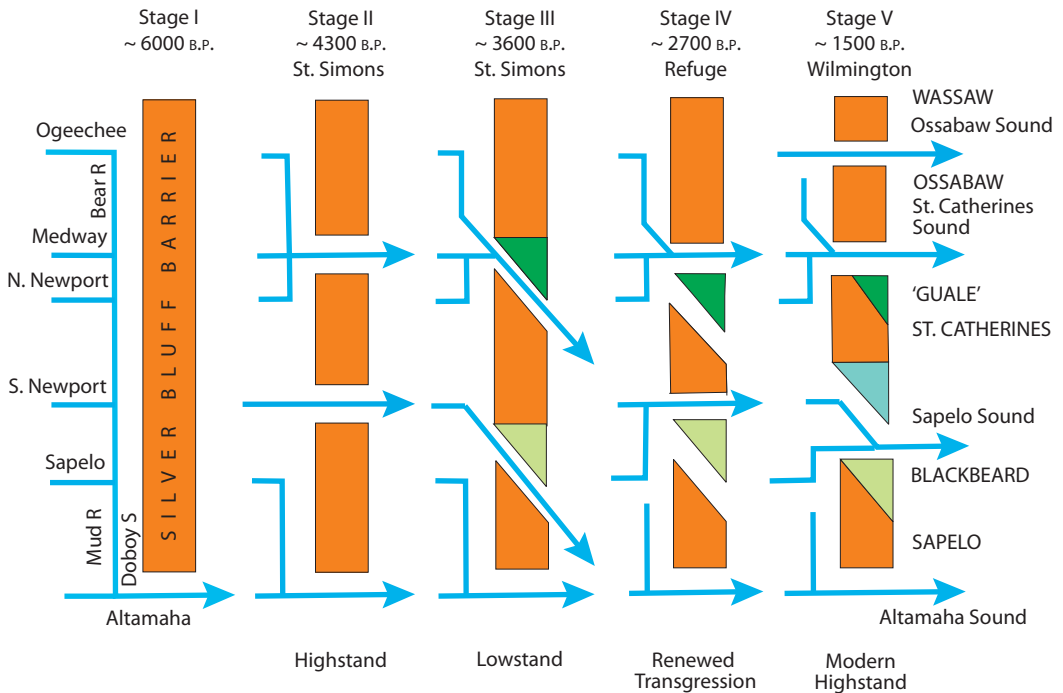 Stage I
~ 6000 B.P.
Stage II
~ 4300 B.P.
St. Simons
Stage III
~ 3600 B.P.
St. Simons
Stage IV
~ 2700 B.P.
Refuge
Stage V
~ 1500 B.P.
Wilmington
Ogeechee
Bear R
Medway
N. Newport
S. Newport
Sapelo
Mud R
Doboy S
Altamaha
SILVER BLUFF BARRIER
WASSAW
Ossabaw Sound
OSSABAW
St. Catherines
Sound
'GUALE'
ST. CATHERINES
Sapelo Sound
BLACKBEARD
SAPELO
Altamaha Sound
Highstand
Lowstand
Renewed
Transgression
Modern
Highstand